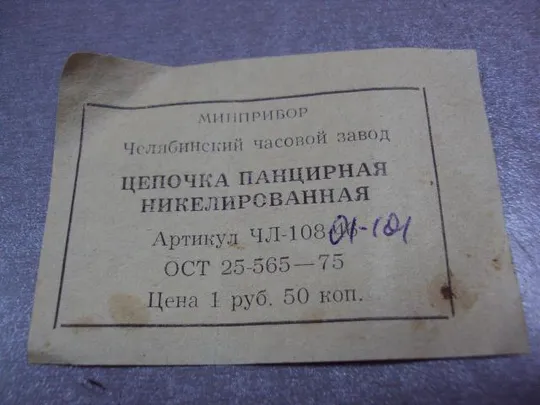 МИНПРИБОР
Челябинский часовой завод
ЦЕПОЧКА ПАНЦИРНАЯ
НИКЕЛИРОВАННАЯ
Артикул ЧЛ-108 01-101
ОСТ 25-565—75
Цена 1 руб. 50 коп.